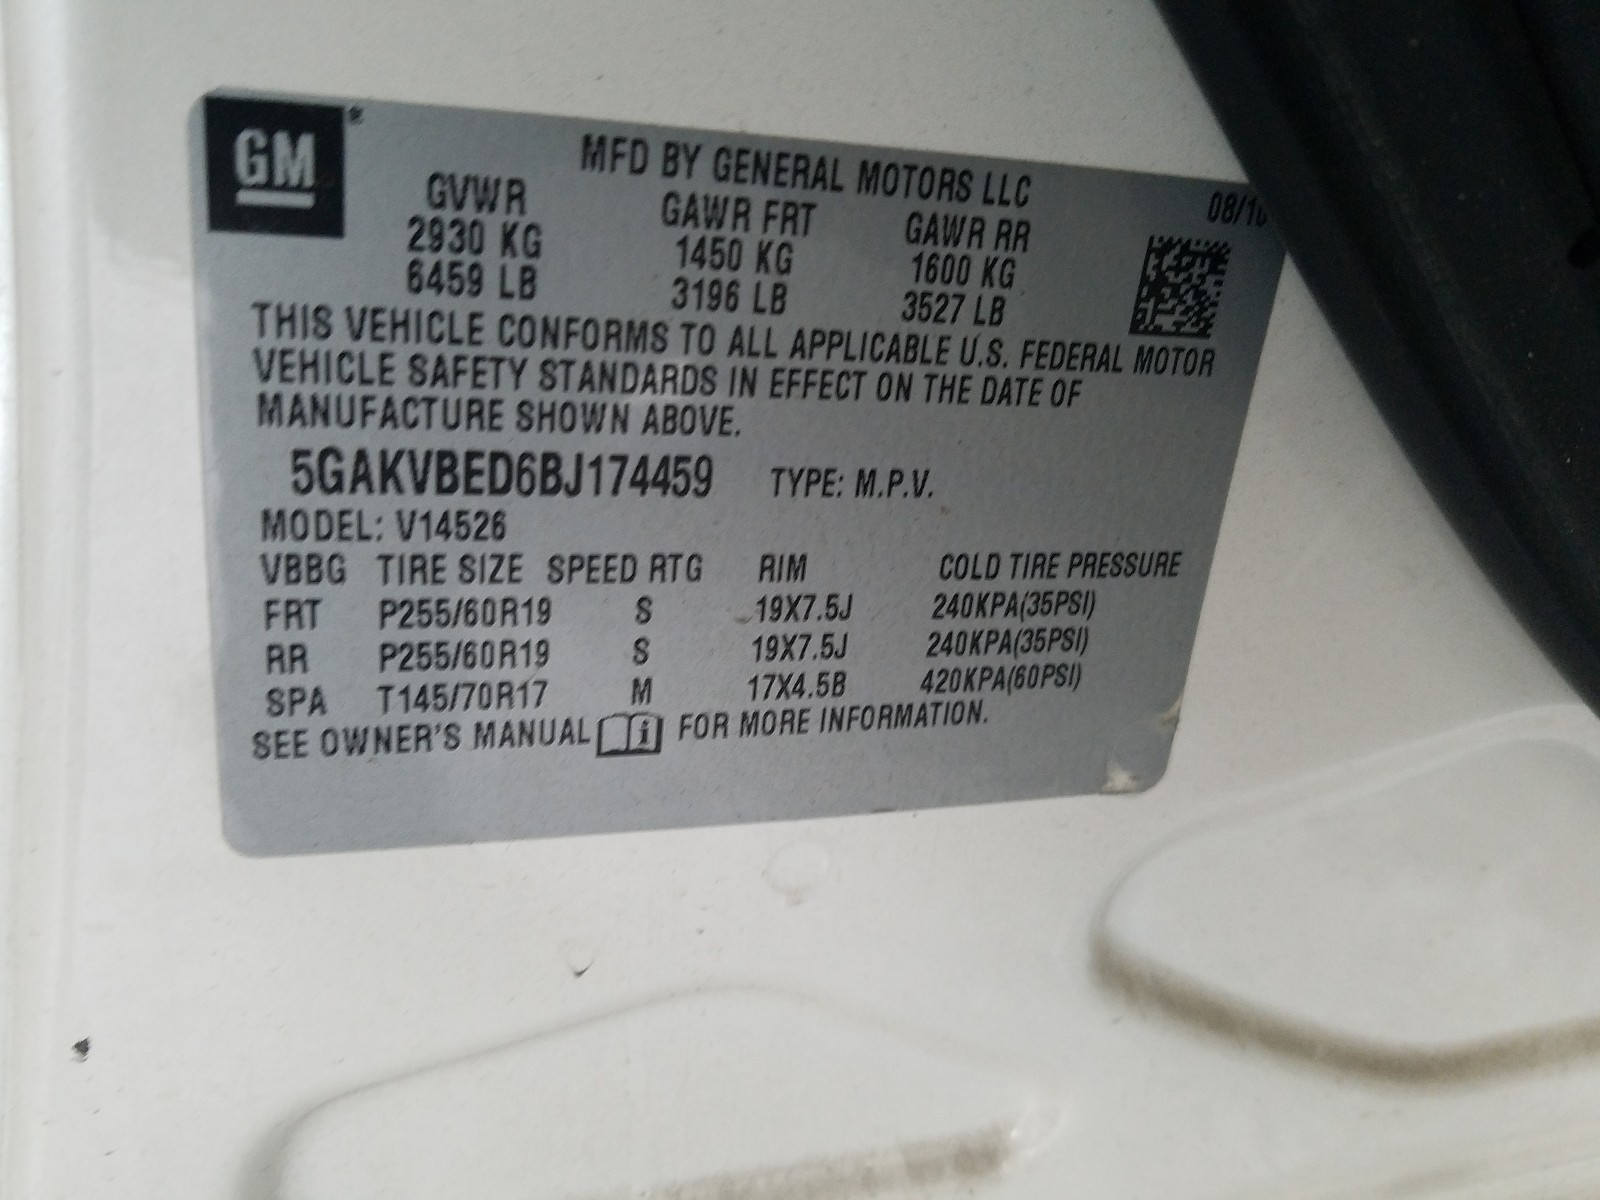 GM®
MFD BY GENERAL MOTORS LLC
08/10
GVWR GAWR FRT GAWR RR
2930 KG 1450 KG 1600 KG
6459 LB 3196 LB 3527 LB
THIS VEHICLE CONFORMS TO ALL APPLICABLE U.S. FEDERAL MOTOR
VEHICLE SAFETY STANDARDS IN EFFECT ON THE DATE OF
MANUFACTURE SHOWN ABOVE.
5GAKVBED6BJ174459 TYPE: M.P.V.
MODEL: V14526
VBBG TIRE SIZE SPEED RTG RIM COLD TIRE PRESSURE
FRT P255/60R19 S 19X7.5J 240KPA(35PSI)
RR P255/60R19 S 19X7.5J 240KPA(35PSI)
SPA T145/70R17 M 17X4.5B 420KPA(60PSI)
SEE OWNER'S MANUAL i FOR MORE INFORMATION.